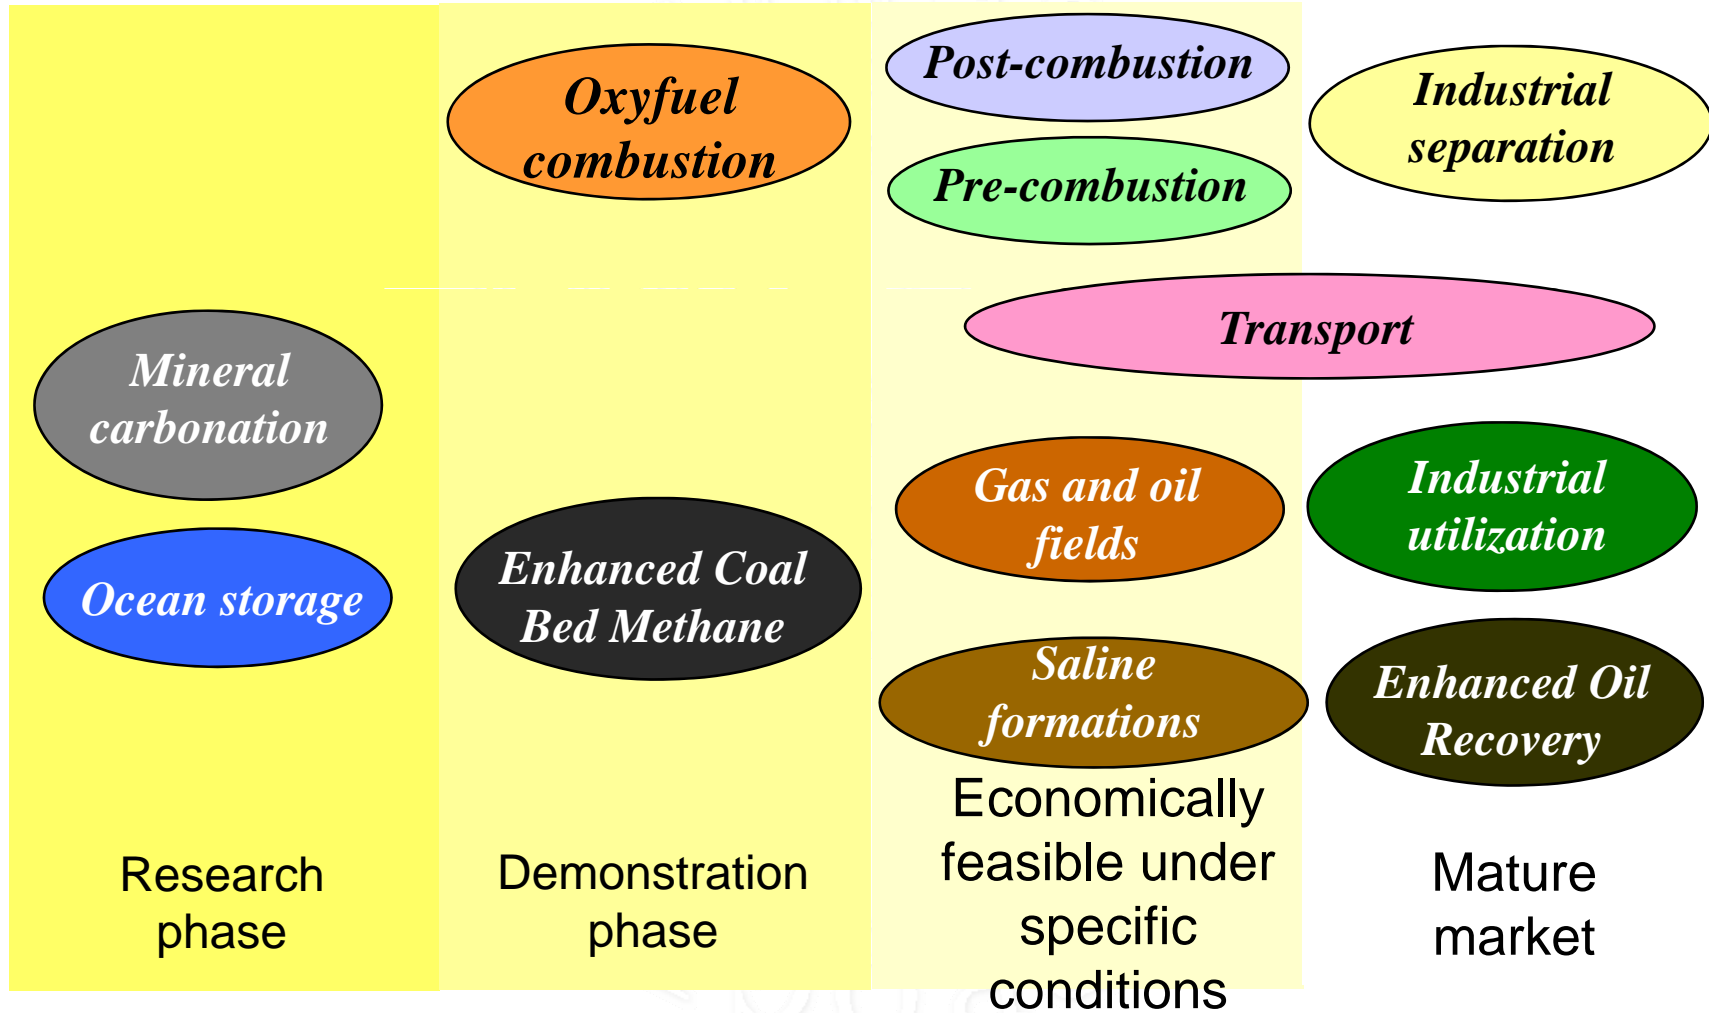 Oxyfuel
combustion
Post-combustion
Pre-combustion
Industrial
separation
Transport
Mineral
carbonation
Ocean storage
Enhanced Coal
Bed Methane
Gas and oil
fields
Saline
formations
Industrial
utilization
Enhanced Oil
Recovery
Research
phase
Demonstration
phase
Economically
feasible under
specific
conditions
Mature
market